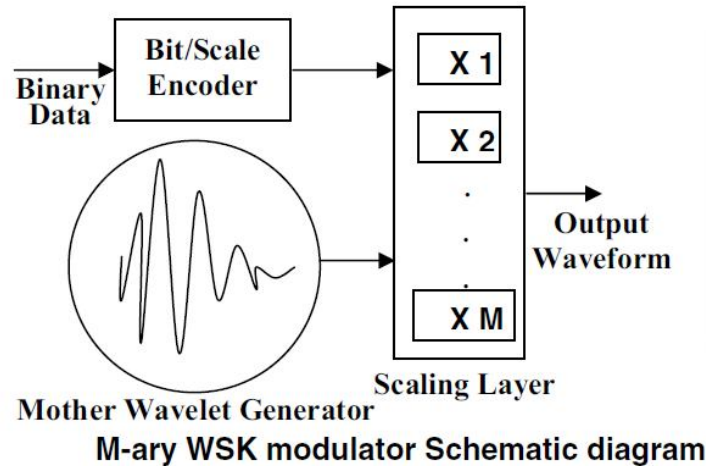 Bit/Scale
Encoder
Binary
Data
X 1
X 2
X M
Output
Waveform
Scaling Layer
Mother Wavelet Generator
M-ary WSK modulator Schematic diagram